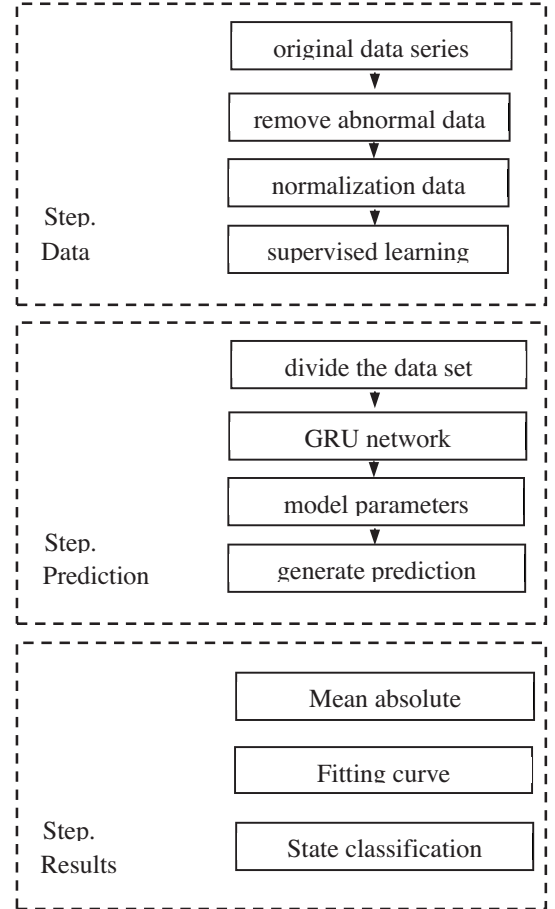 original data series
remove abnormal data
normalization data
supervised learning
Step.
Data
divide the data set
GRU network
model parameters
generate prediction
Step.
Prediction
Mean absolute
Fitting curve
State classification
Step.
Results